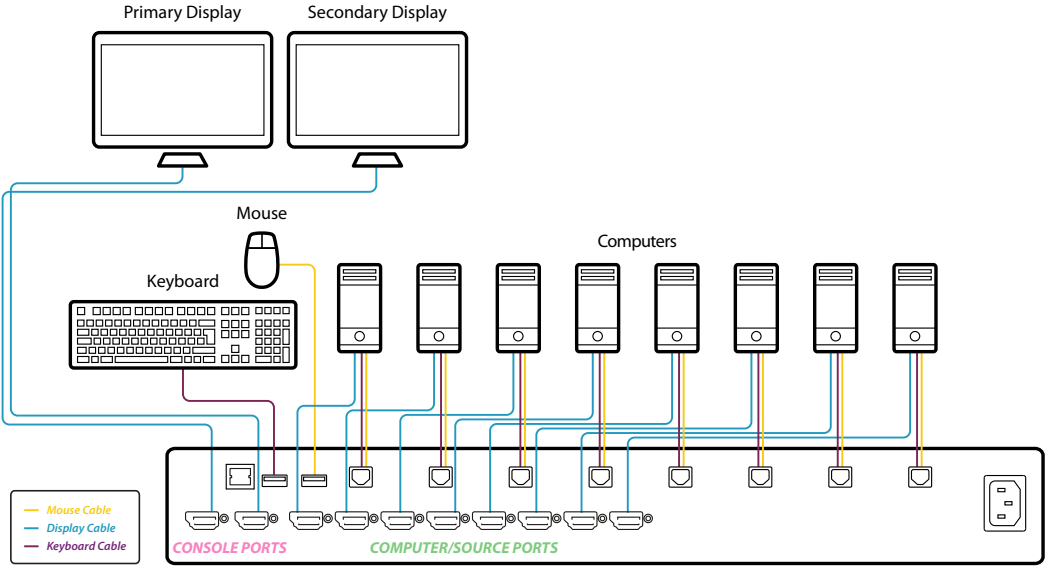 Primary Display
Secondary Display
Mouse
Computers
Keyboard
Mouse Cable
Display Cable
Keyboard Cable
CONSOLE PORTS
COMPUTER/SOURCE PORTS